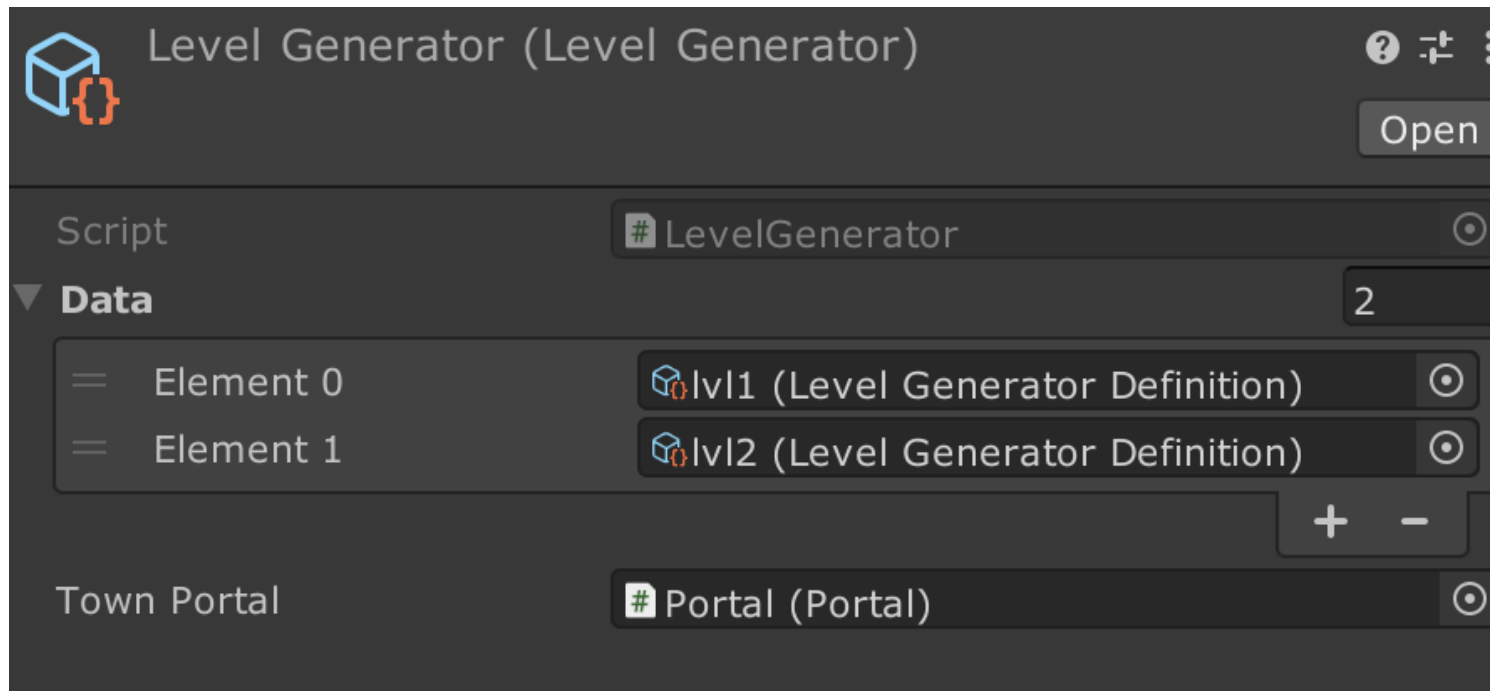 Level Generator (Level Generator)
Open
Script # LevelGenerator
Data 2
Element 0 {} lvl1 (Level Generator Definition)
Element 1 {} lvl2 (Level Generator Definition)
+ -
Town Portal # Portal (Portal)